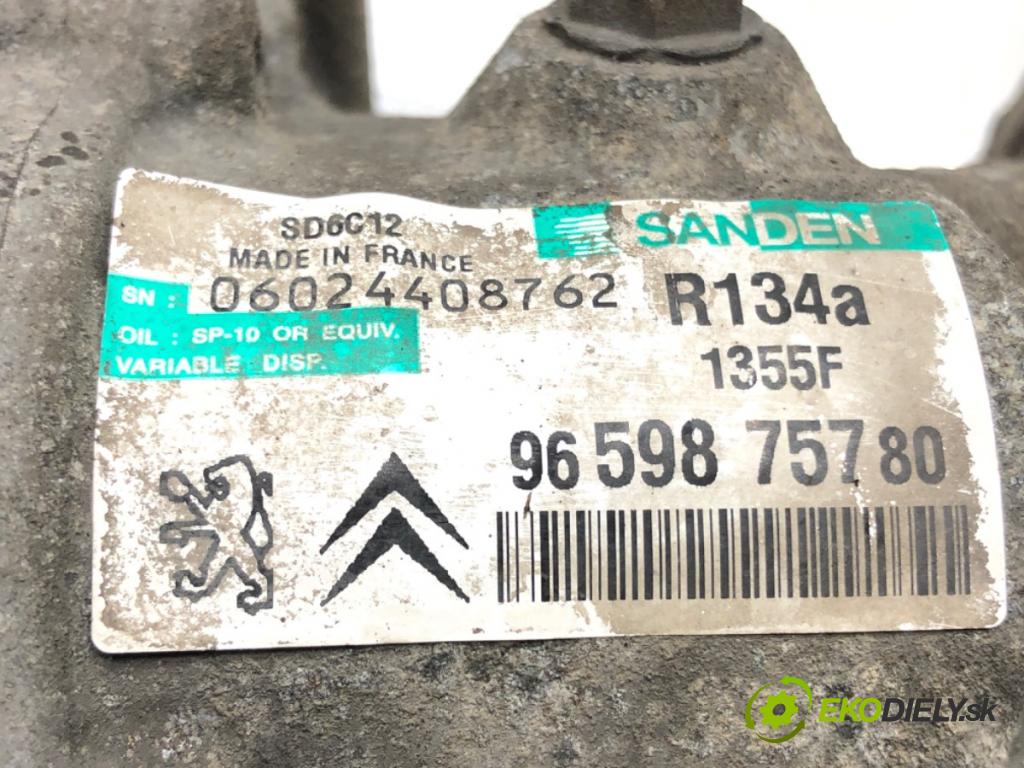 SD6C12
MADE IN FRANCE
SANDEN
SN : 06024408762
R134a
OIL : SP-10 OR EQUIV.
VARIABLE DISP.
1355F
96 598 757 80
EKODIELY.sk